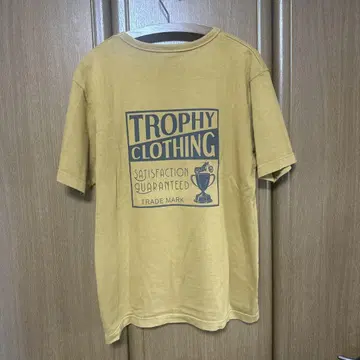 TROPHY
CLOTHING
SATISFACTION
GUARANTEED
TRADE MARK